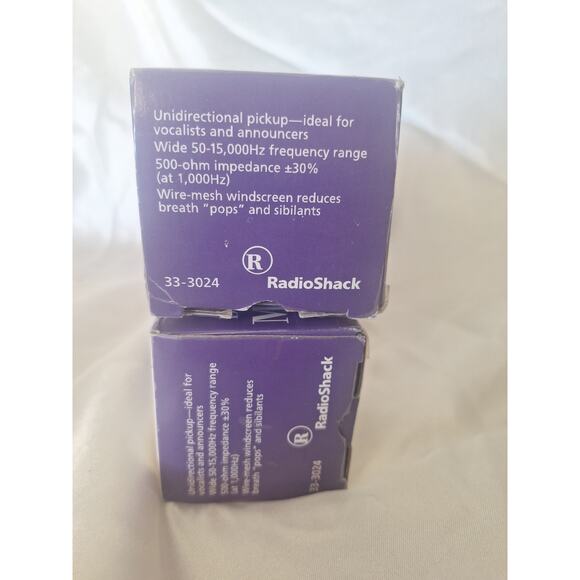 Unidirectional pickup—ideal for
vocalists and announcers
Wide 50-15,000Hz frequency range
500-ohm impedance ±30%
(at 1,000Hz)
Wire-mesh windscreen reduces
breath "pops" and sibilants
R
33-3024
RadioShack
Unidirectional pickup—ideal for
vocalists and announcers
Wide 50-15,000Hz frequency range
500-ohm impedance ±30%
(at 1,000Hz)
Wire-mesh windscreen reduces
breath "pops" and sibilants
R
33-3024
RadioShack